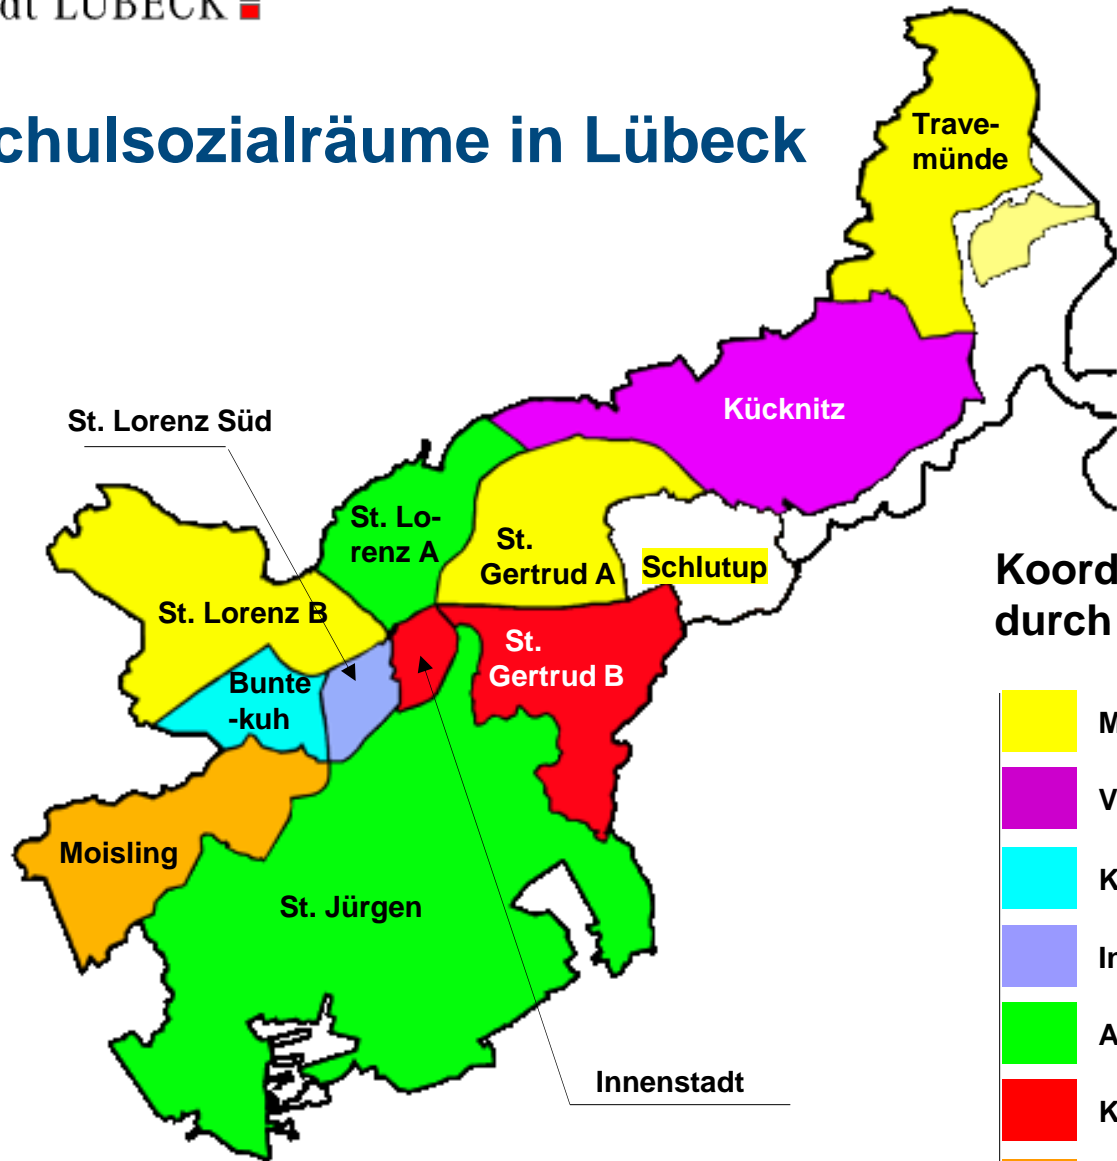 dt LÜBECK
chulsozialräume in Lübeck
Trave-
münde
Kücknitz
St. Lorenz Süd
St. Lo-
renz A
St.
Gertrud A
Schlutup
St. Lorenz B
St.
Gertrud B
Bunte
-kuh
Moisling
St. Jürgen
Innenstadt
Koord
durch
M
V
K
In
A
K